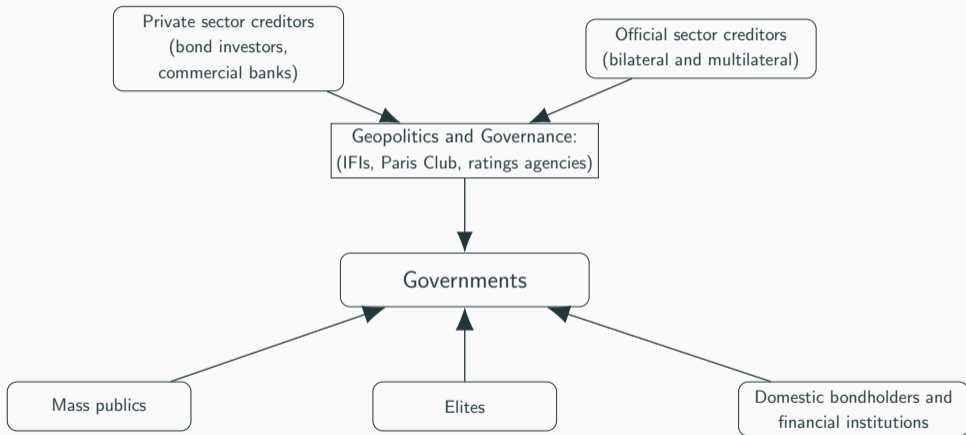 Private sector creditors
(bond investors,
commercial banks)
Official sector creditors
(bilateral and multilateral)
Geopolitics and Governance:
(IFIs, Paris Club, ratings agencies)
Governments
Mass publics
Elites
Domestic bondholders and
financial institutions